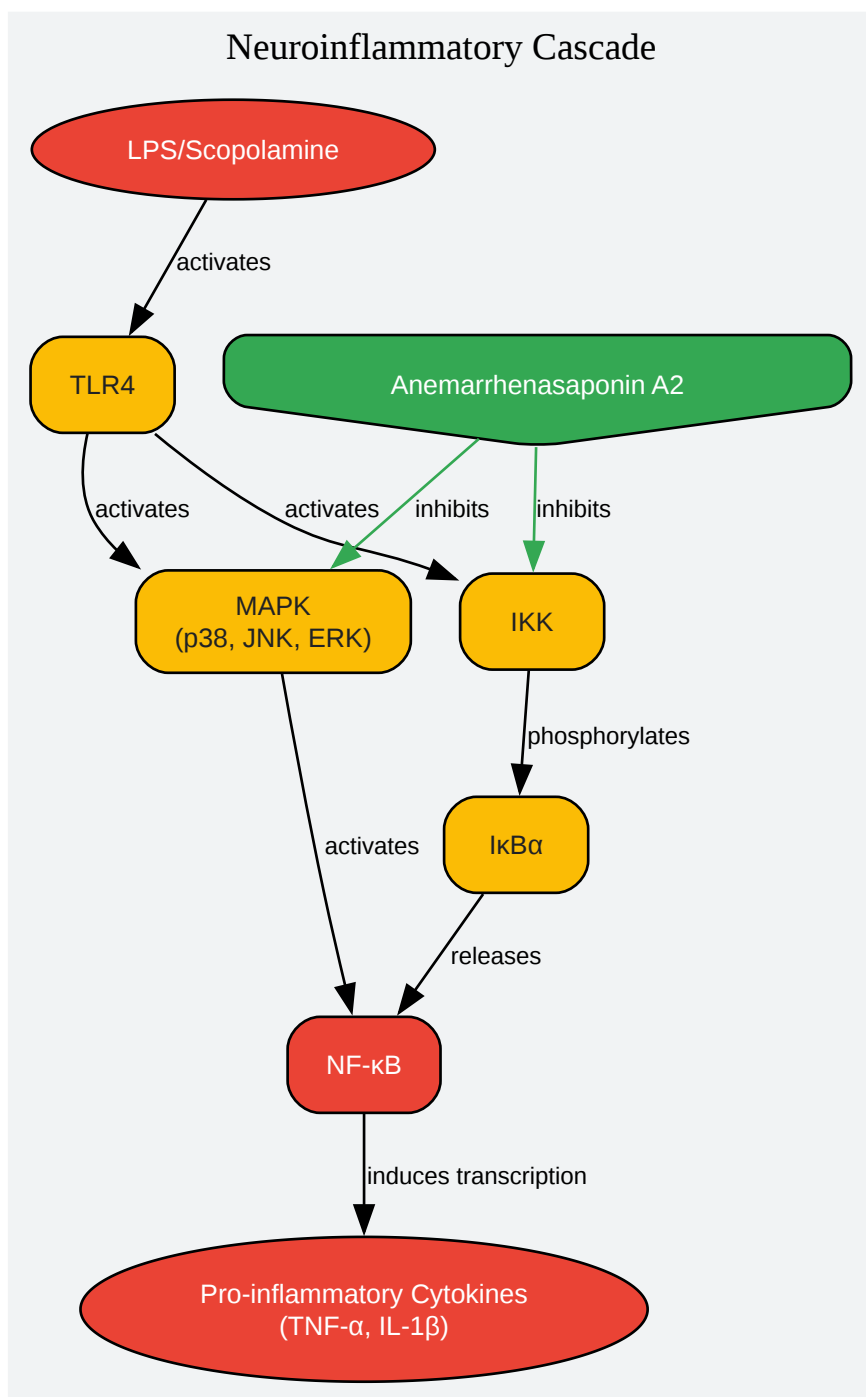 Neuroinflammatory Cascade
LPS/Scopolamine
activates
TLR4
Anemarrhenasaponin A2
activates
activates
inhibits
inhibits
MAPK
(p38, JNK, ERK)
IKK
phosphorylates
activates
IκBα
releases
NF-κB
induces transcription
Pro-inflammatory Cytokines
(TNF-α, IL-1β)